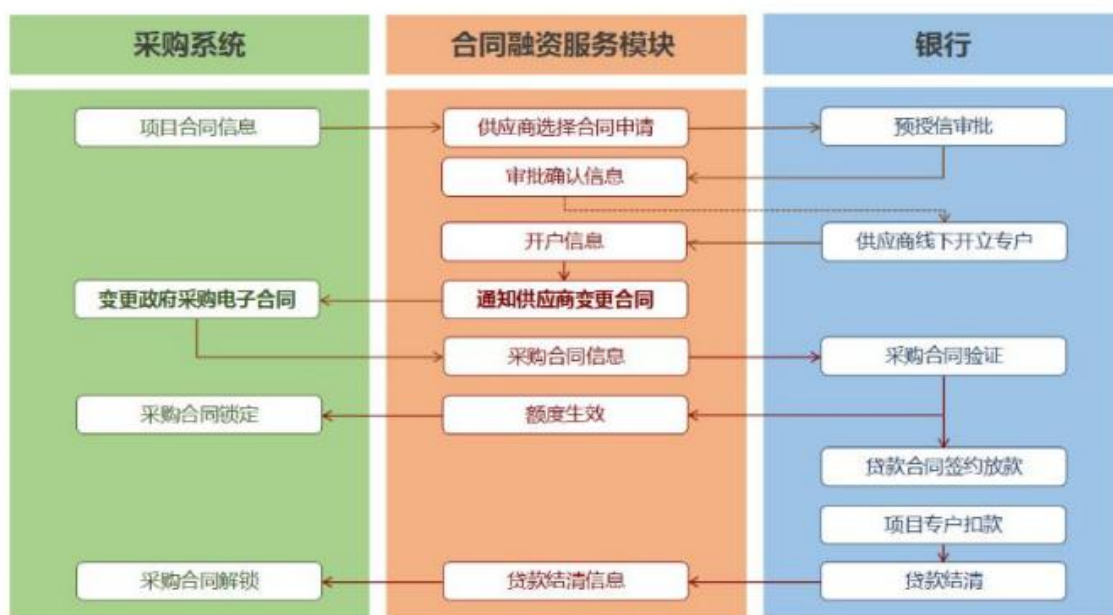 采购系统
合同融资服务模块
银行
项目合同信息
供应商选择合同申请
预授信审批
审批确认信息
开户信息
供应商线下开立专户
变更政府采购电子合同
通知供应商变更合同
采购合同信息
采购合同验证
采购合同锁定
额度生效
贷款合同签约放款
项目专户扣款
采购合同解锁
贷款结清信息
贷款结清